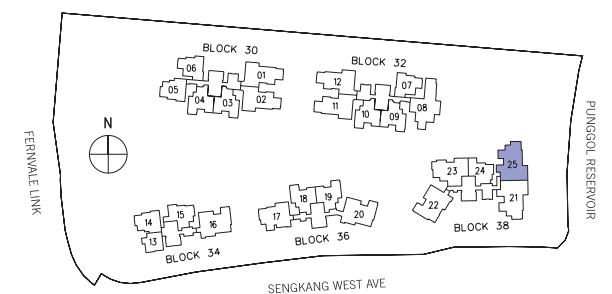 BLOCK 30
06
01
05
04
03
02
BLOCK 32
12
07
11
10
09
08
N
FERNVALE LINK
PUNGGOL RESERVOIR
23
24
25
22
21
BLOCK 38
14
15
13
16
BLOCK 34
17
18
19
20
BLOCK 36
SENGKANG WEST AVE